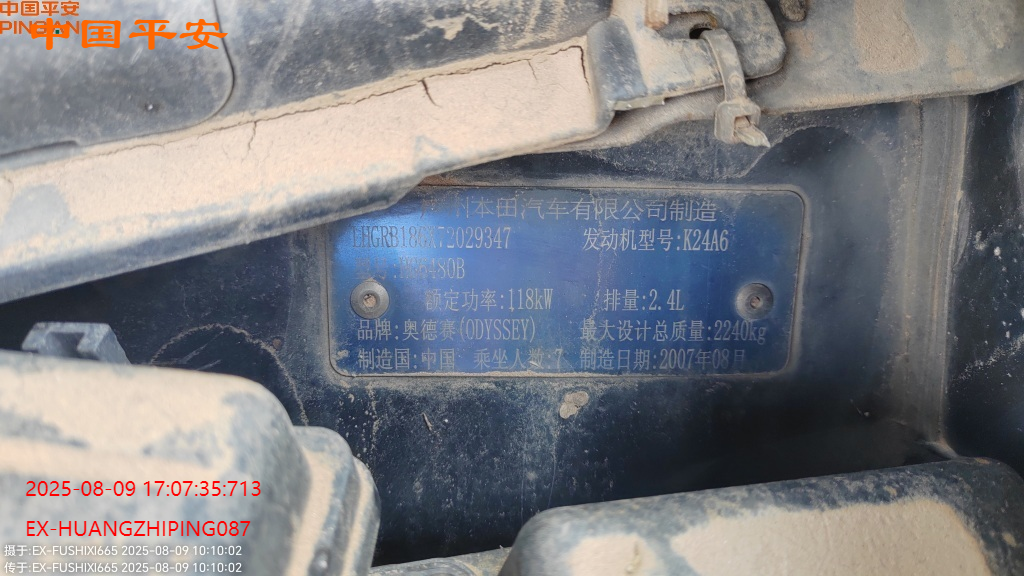 中国平安
PING
中国平安
本田汽车有限公司制造
LHGRB186X72029347
发动机型号:K24A6
480B
额定功率:118kW
排量:2.4L
品牌:奥德赛(ODYSSEY)
最大设计总质量:2240kg
制造国:中国
乘坐人数:7
制造日期:2007年08月
2025-08-09 17:07:35:713
EX-HUANGZHIPING087
摄于:EX-FUSHIXI665 2025-08-09 10:10:02
传于:EX-FUSHIXI665 2025-08-09 10:10:02